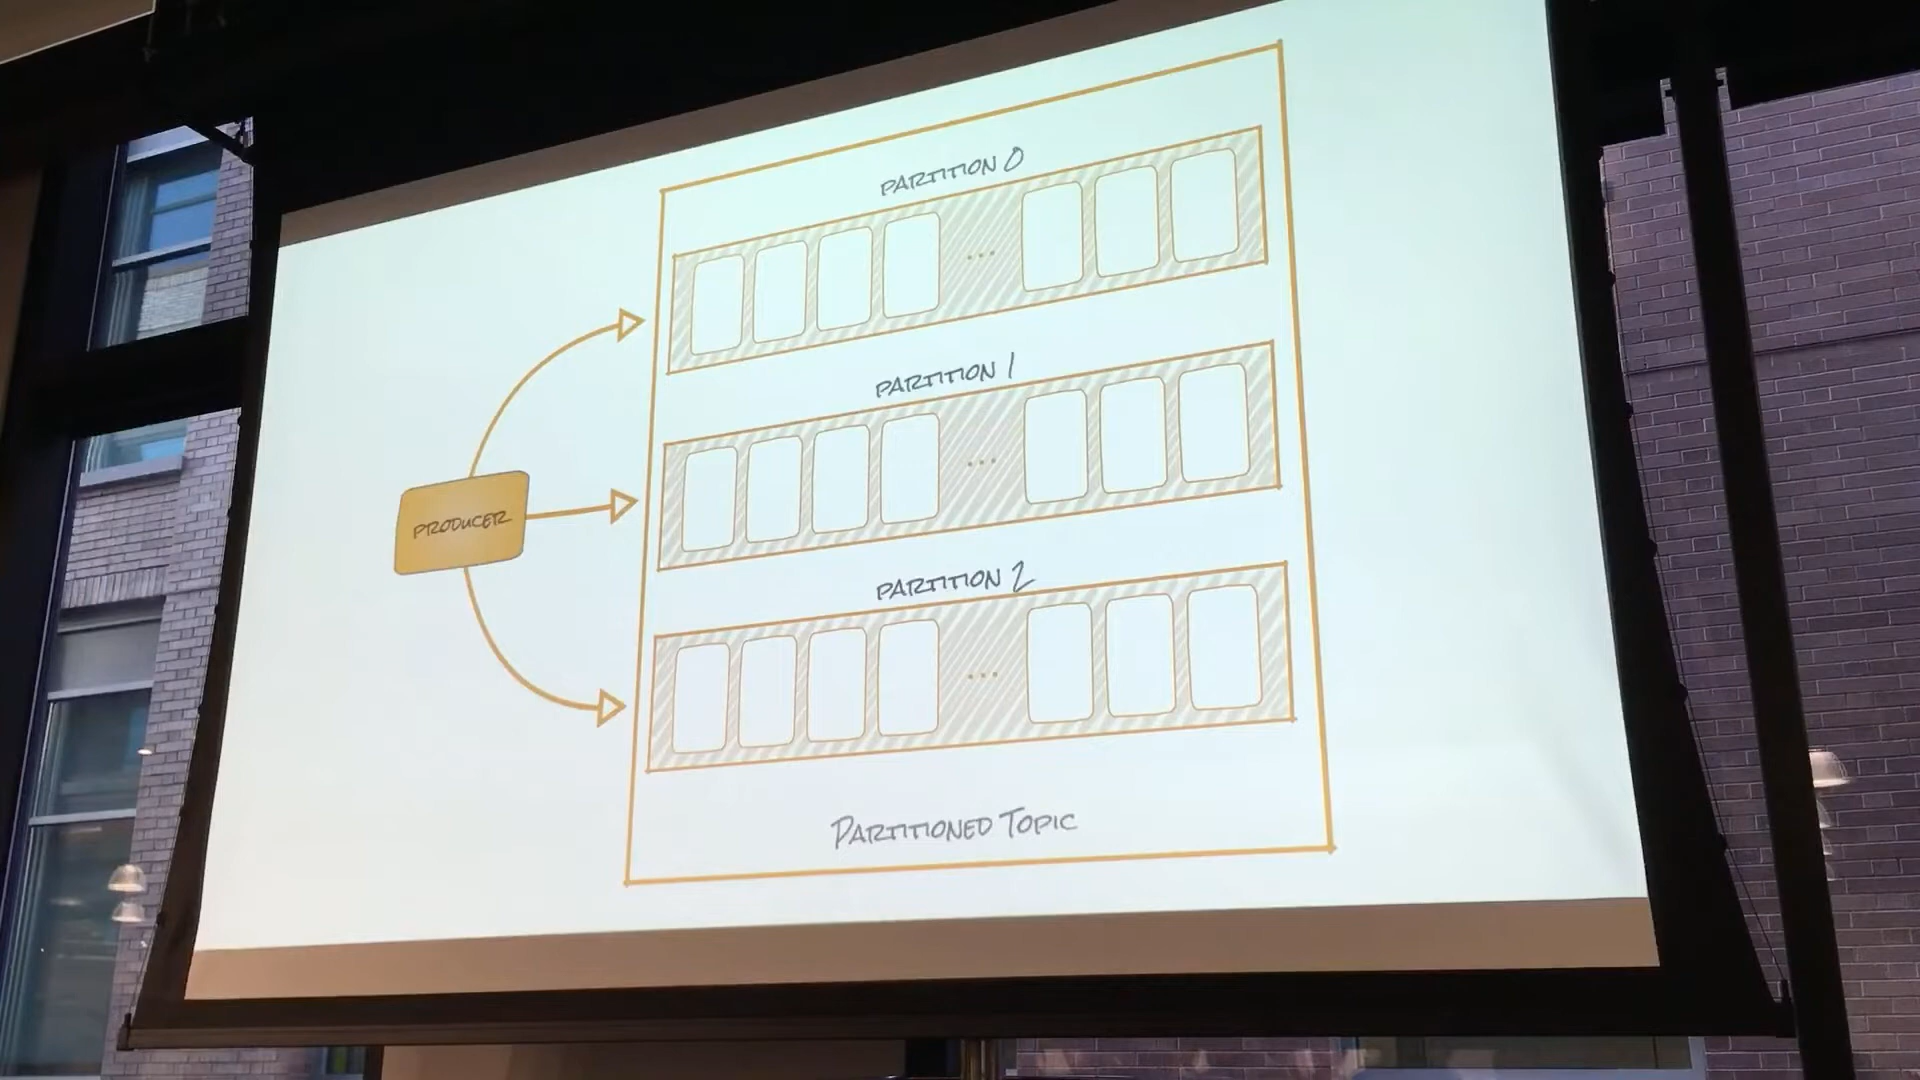 PARTITION 0
...
PARTITION 1
...
PRODUCER
PARTITION 2
...
PARTITIONED TOPIC